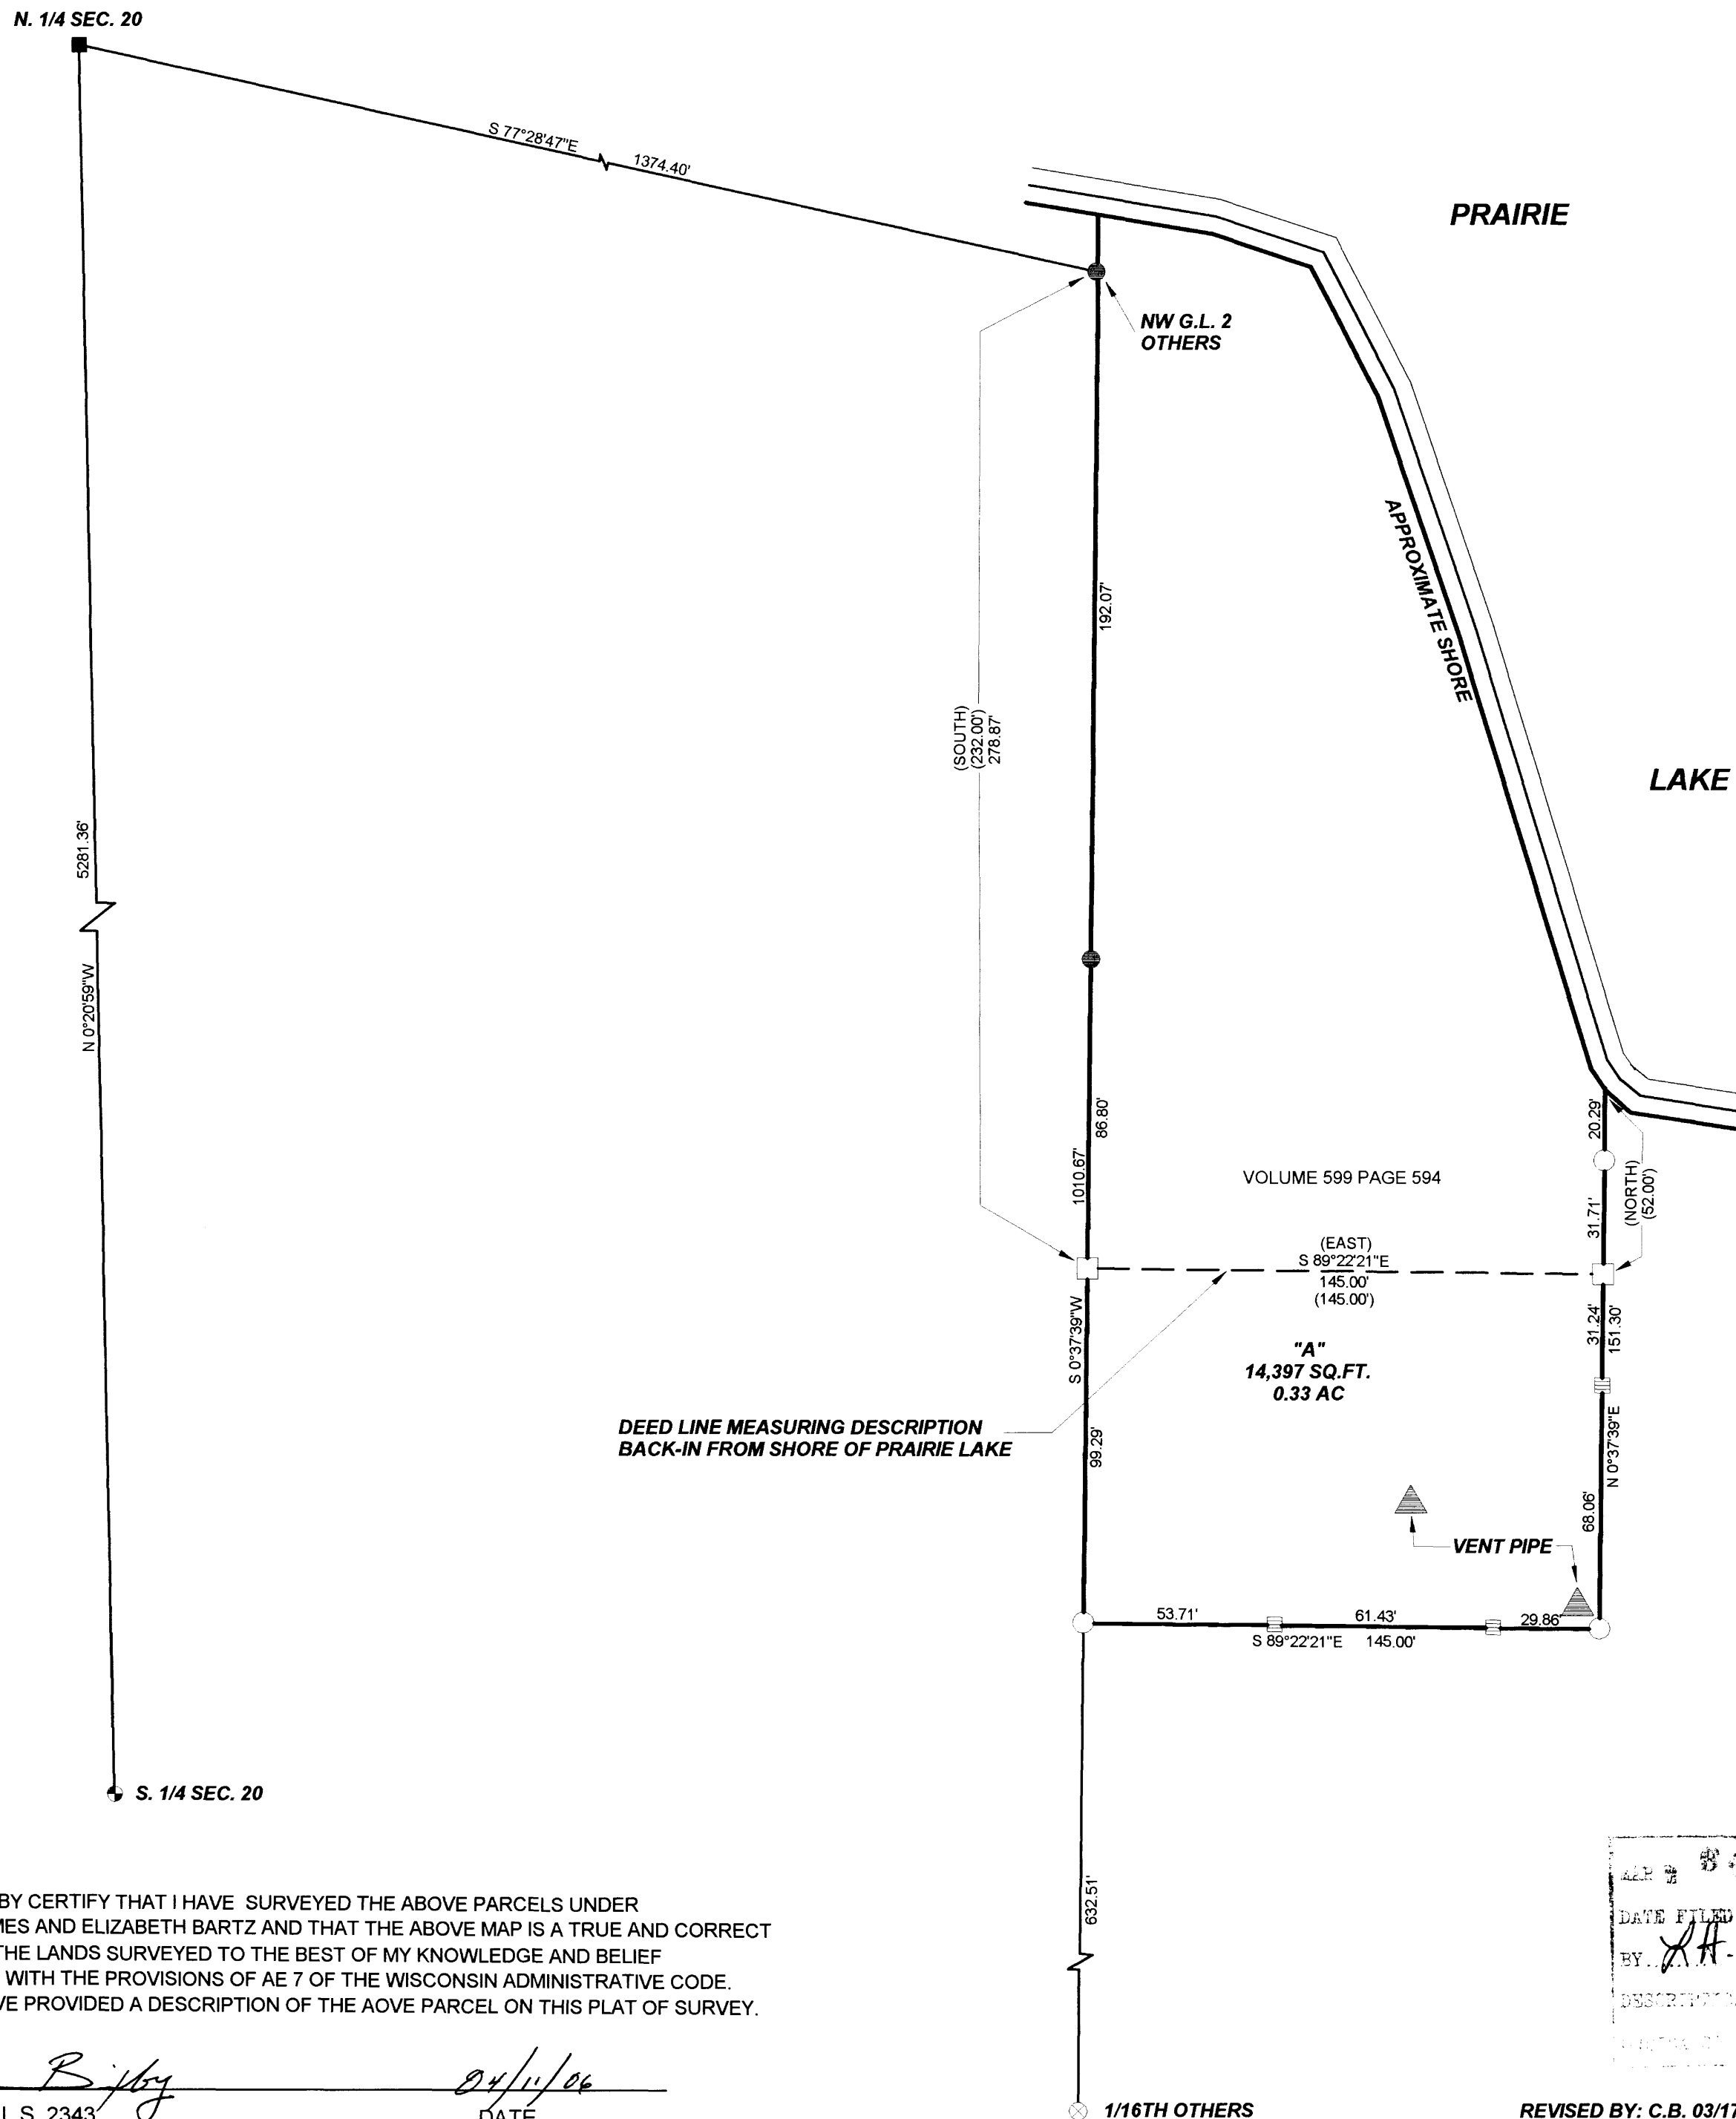 N. 1/4 SEC. 20
S 77°28'47"E
1374.40'
PRAIRIE
NW G.L. 2
OTHERS
APPROXIMATE SHORE
192.07'
(SOUTH)
(232.00')
278.87'
LAKE
5281.36'
N 0°20'59"W
86.80'
1010.67'
20.29'
31.71'
(NORTH)
(52.00')
VOLUME 599 PAGE 594
(EAST)
S 89°22'21"E
145.00'
(145.00')
S 0°37'39"W
31.24'
151.30'
"A"
14,397 SQ.FT.
0.33 AC
DEED LINE MEASURING DESCRIPTION
BACK-IN FROM SHORE OF PRAIRIE LAKE
99.29'
N 0°37'39"E
68.06'
VENT PIPE
53.71'
61.43'
29.86'
S 89°22'21"E 145.00'
S. 1/4 SEC. 20
632.51'
BY CERTIFY THAT I HAVE SURVEYED THE ABOVE PARCELS UNDER
MES AND ELIZABETH BARTZ AND THAT THE ABOVE MAP IS A TRUE AND CORRECT
THE LANDS SURVEYED TO THE BEST OF MY KNOWLEDGE AND BELIEF
WITH THE PROVISIONS OF AE 7 OF THE WISCONSIN ADMINISTRATIVE CODE.
VE PROVIDED A DESCRIPTION OF THE AOVE PARCEL ON THIS PLAT OF SURVEY.
04/11/06
L.S. 2343
DATE
DATE FILED
BY
1/16TH OTHERS
REVISED BY: C.B. 03/17